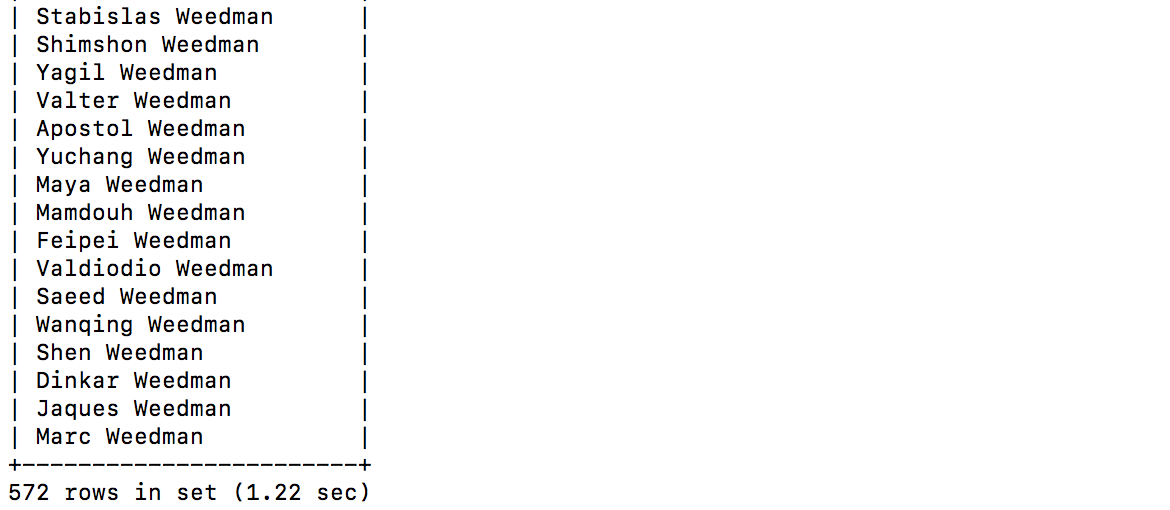 | Stabislas Weedman      |
| Shimshon Weedman       |
| Yagil Weedman          |
| Valter Weedman         |
| Apostol Weedman        |
| Yuchang Weedman        |
| Maya Weedman           |
| Mamdouh Weedman        |
| Feipei Weedman         |
| Valdiodio Weedman      |
| Saeed Weedman          |
| Wanqing Weedman        |
| Shen Weedman           |
| Dinkar Weedman         |
| Jaques Weedman         |
| Marc Weedman           |
+------------------------+
572 rows in set (1.22 sec)